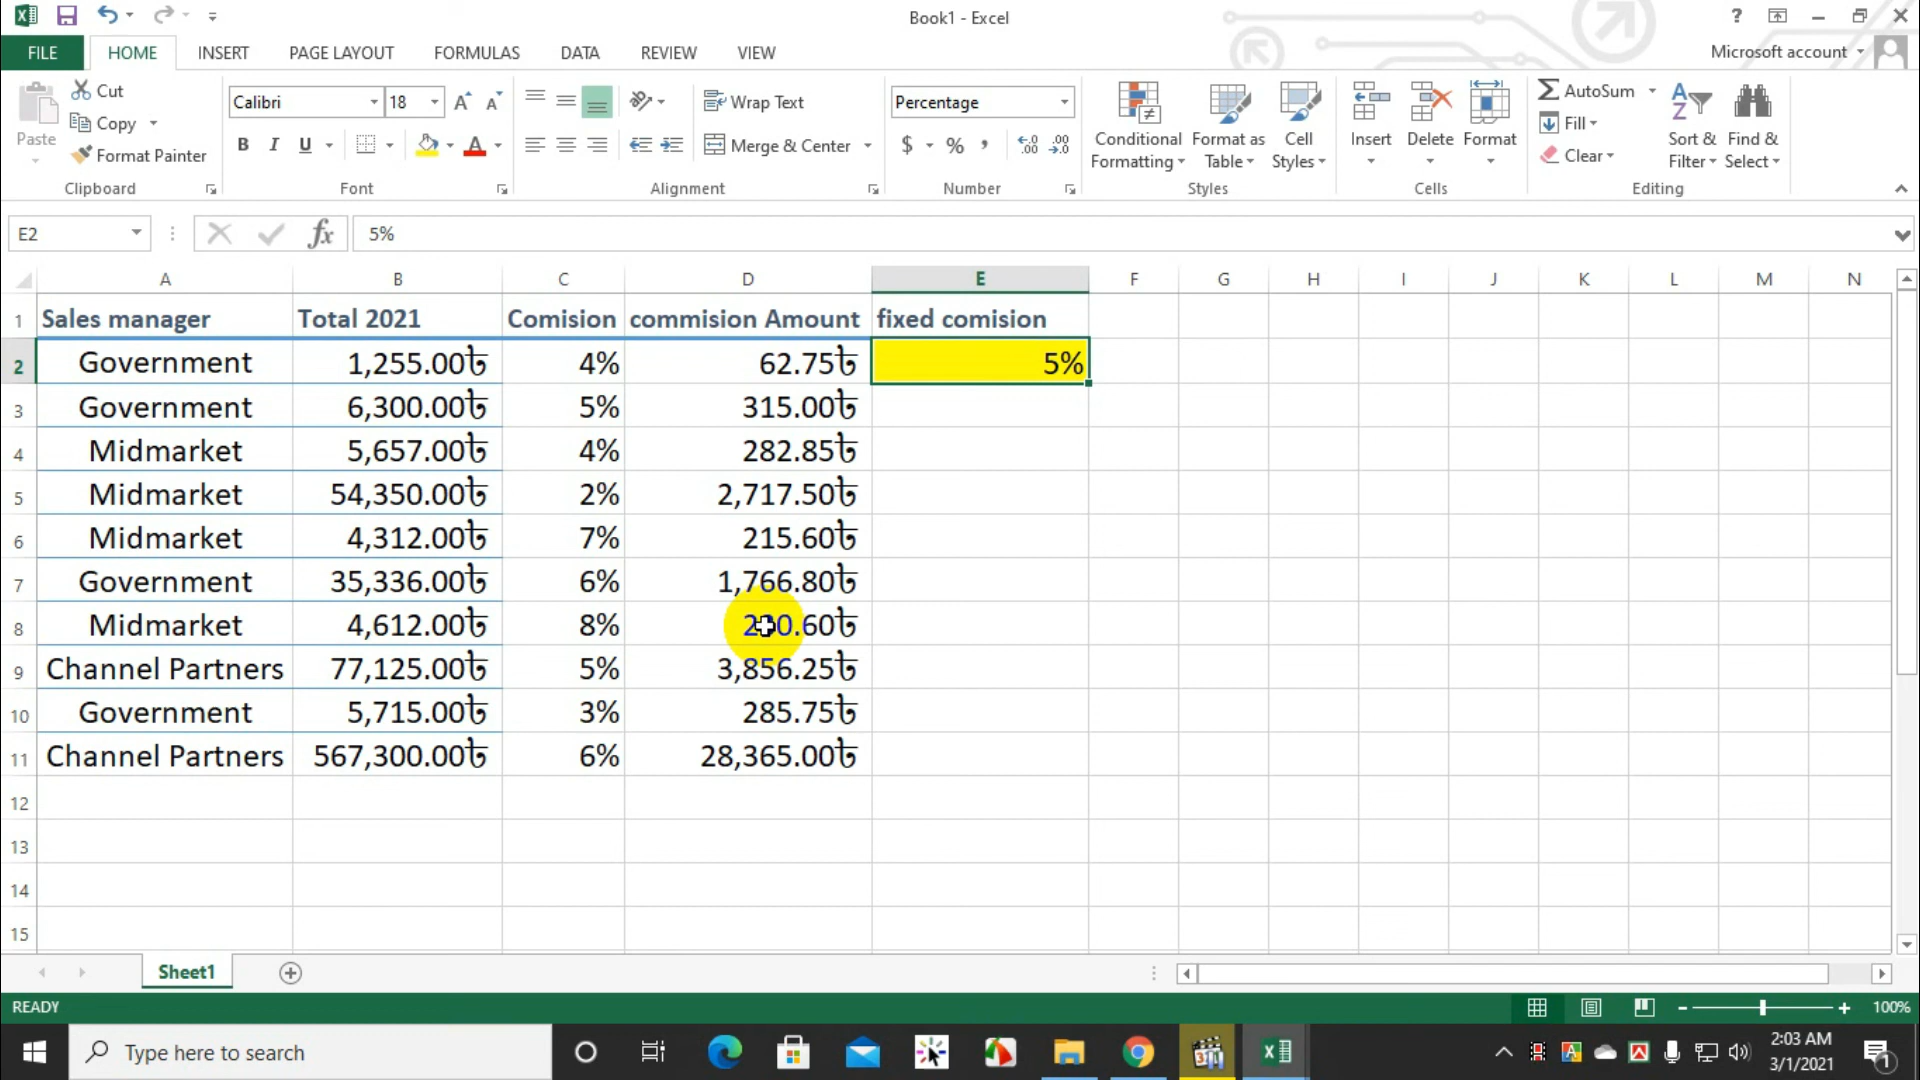 Book1 - Excel
?
Microsoft account
FILE HOME INSERT PAGE LAYOUT FORMULAS DATA REVIEW VIEW
Paste
Cut
Copy
Format Painter
Clipboard
Calibri 18
B I U
Font
Wrap Text
Merge & Center
Alignment
Percentage
$ % ,
Number
Conditional Formatting
Format as Table
Cell Styles
Styles
Insert
Delete
Format
Cells
AutoSum
Fill
Clear
Sort & Filter
Find & Select
Editing
E2 fx 5%
A B C D E F G H I J K L M N
1 Sales manager Total 2021 Comision commision Amount fixed comision
2 Government 1,255.00৳ 4% 62.75৳ 5%
3 Government 6,300.00৳ 5% 315.00৳
4 Midmarket 5,657.00৳ 4% 282.85৳
5 Midmarket 54,350.00৳ 2% 2,717.50৳
6 Midmarket 4,312.00৳ 7% 215.60৳
7 Government 35,336.00৳ 6% 1,766.80৳
8 Midmarket 4,612.00৳ 8% .60৳
9 Channel Partners 77,125.00৳ 5% 3,856.25৳
10 Government 5,715.00৳ 3% 285.75৳
11 Channel Partners 567,300.00৳ 6% 28,365.00৳
12
13
14
15
Sheet1
READY
100%
Type here to search
2:03 AM
3/1/2021
1